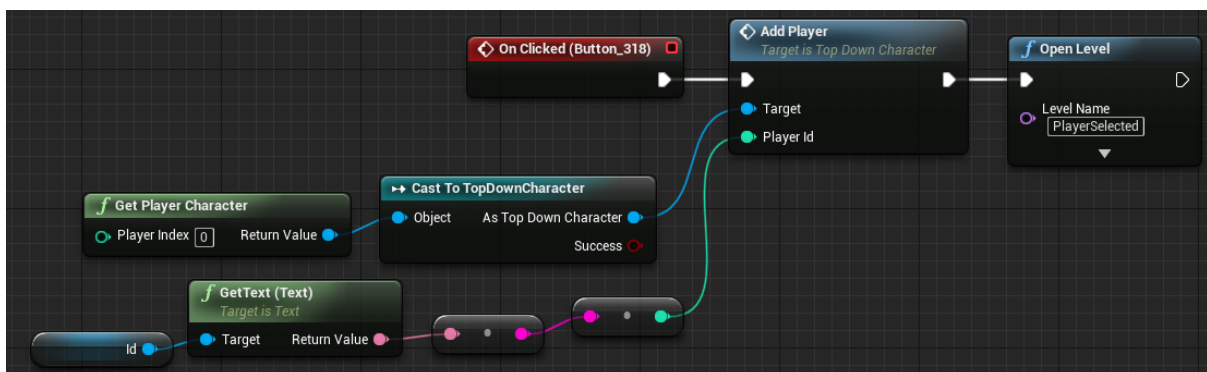 On Clicked (Button_318)
Add Player
Target is Top Down Character
Target
Player Id
f Open Level
Level Name
PlayerSelected
f Get Player Character
Player Index 0 Return Value
Cast To TopDownCharacter
Object As Top Down Character
Success
f GetText (Text)
Target is Text
Target Return Value
Id